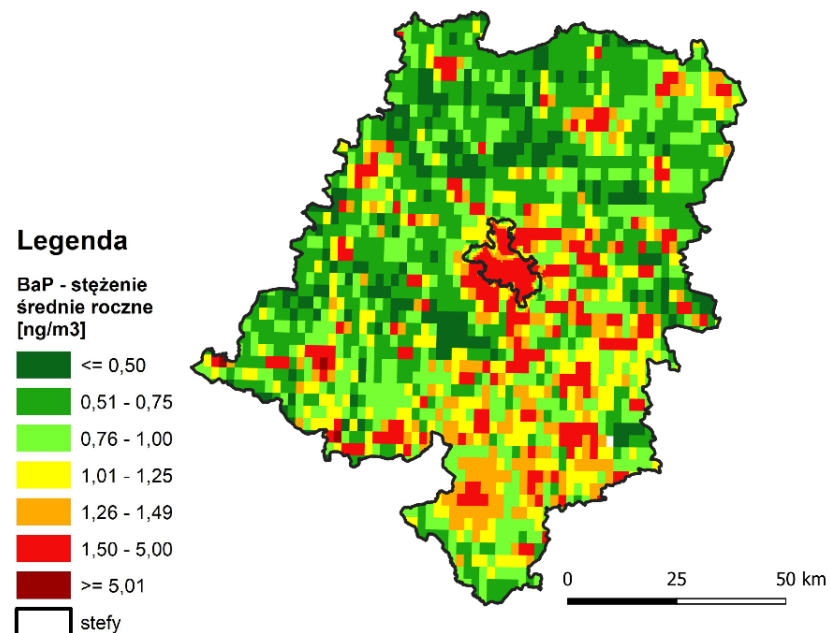 Legenda
BaP - stężenie
średnie roczne
[ng/m3]
<= 0,50
0,51 - 0,75
0,76 - 1,00
1,01 - 1,25
1,26 - 1,49
1,50 - 5,00
>= 5,01
stefy
0 25 50 km